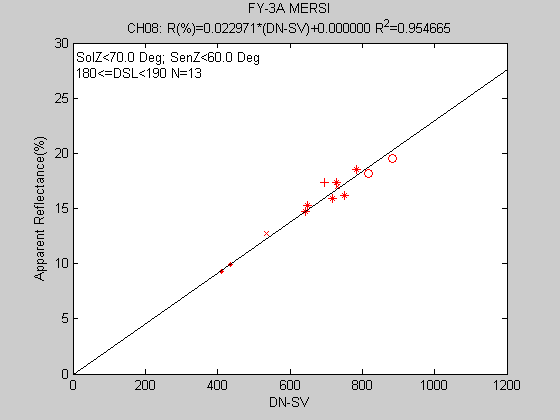 FY-3A MERSI
CH08: R(%)=0.022971*(DN-SV)+0.000000 R²=0.954665
SolZ<70.0 Deg; SenZ<60.0 Deg
180<=DSL<190 N=13
30
25
20
15
10
5
0
Apparent Reflectance(%)
0 200 400 600 800 1000 1200
DN-SV